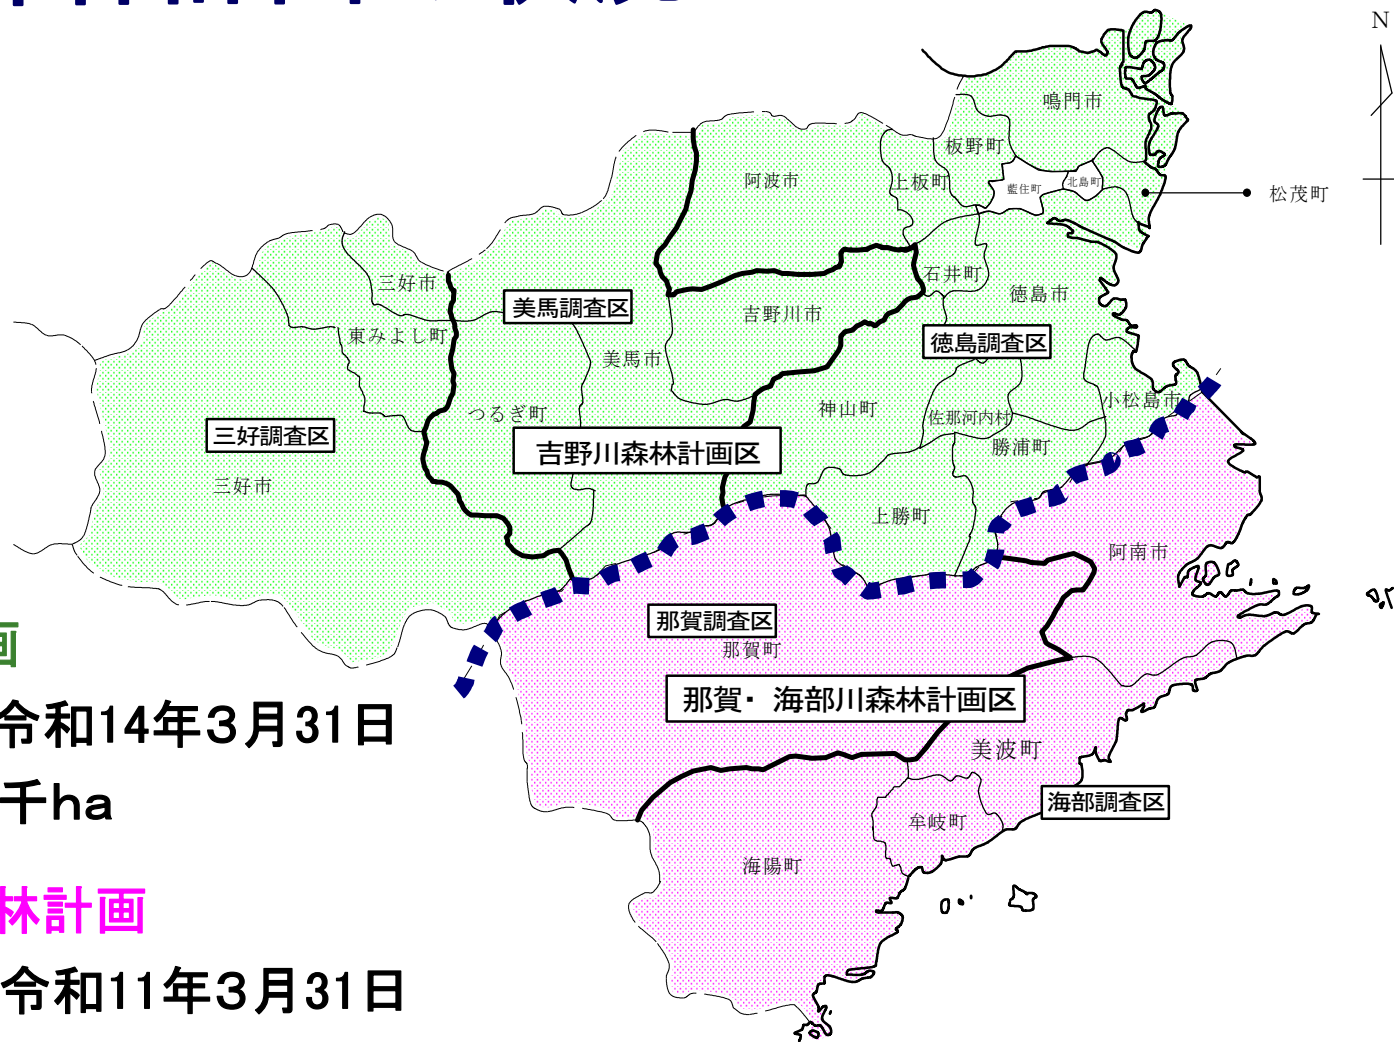 N
鳴門市
板野町
阿波市
上板町
藍住町
北島町
松茂町
石井町
徳島市
三好市
美馬調査区
吉野川市
東みよし町
徳島調査区
美馬市
つるぎ町
神山町
佐那河内村
小松島市
三好調査区
吉野川森林計画区
勝浦町
三好市
上勝町
阿南市
那賀調査区
那賀町
画
令和14年3月31日
那賀・海部川森林計画区
美波町
千ha
海部調査区
牟岐町
海陽町
林計画
令和11年3月31日